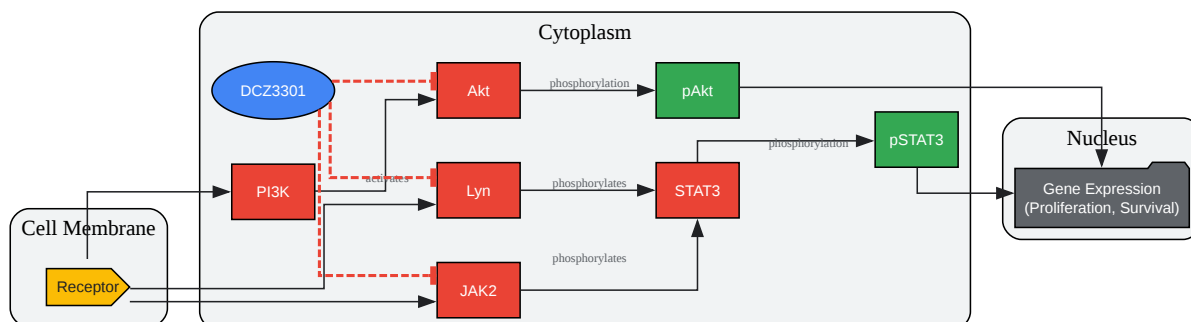 Cytoplasm
DCZ3301
Akt
phosphorylation
pAkt
phosphorylation
pSTAT3
Nucleus
PI3K
activates
Lyn
phosphorylates
STAT3
Gene Expression
(Proliferation, Survival)
Cell Membrane
Receptor
phosphorylates
JAK2